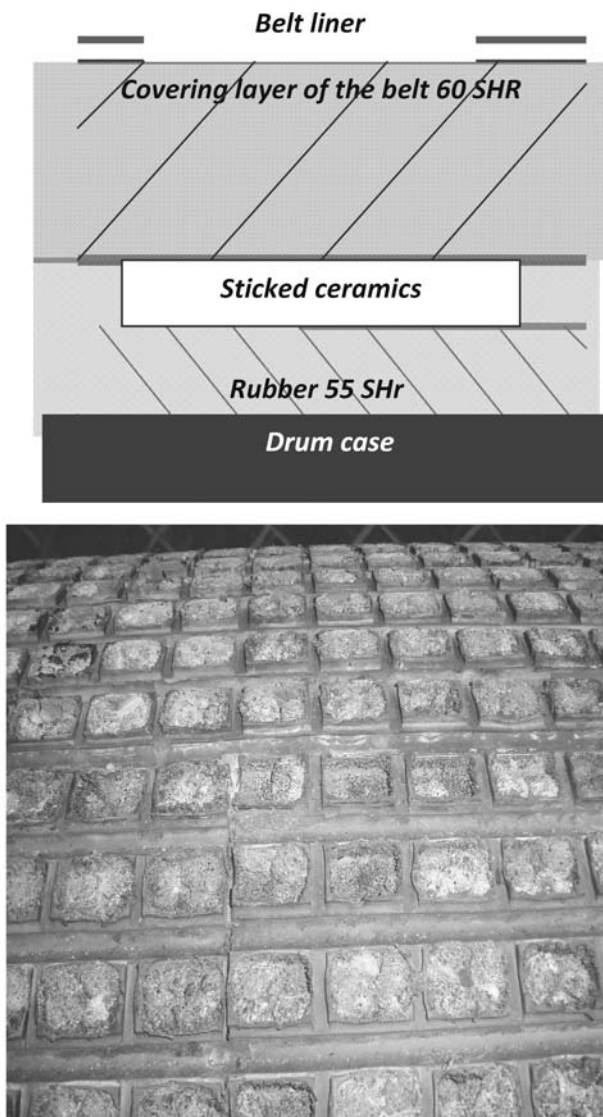 Belt liner
Covering layer of the belt 60 SHR
Sticked ceramics
Rubber 55 SHr
Drum case